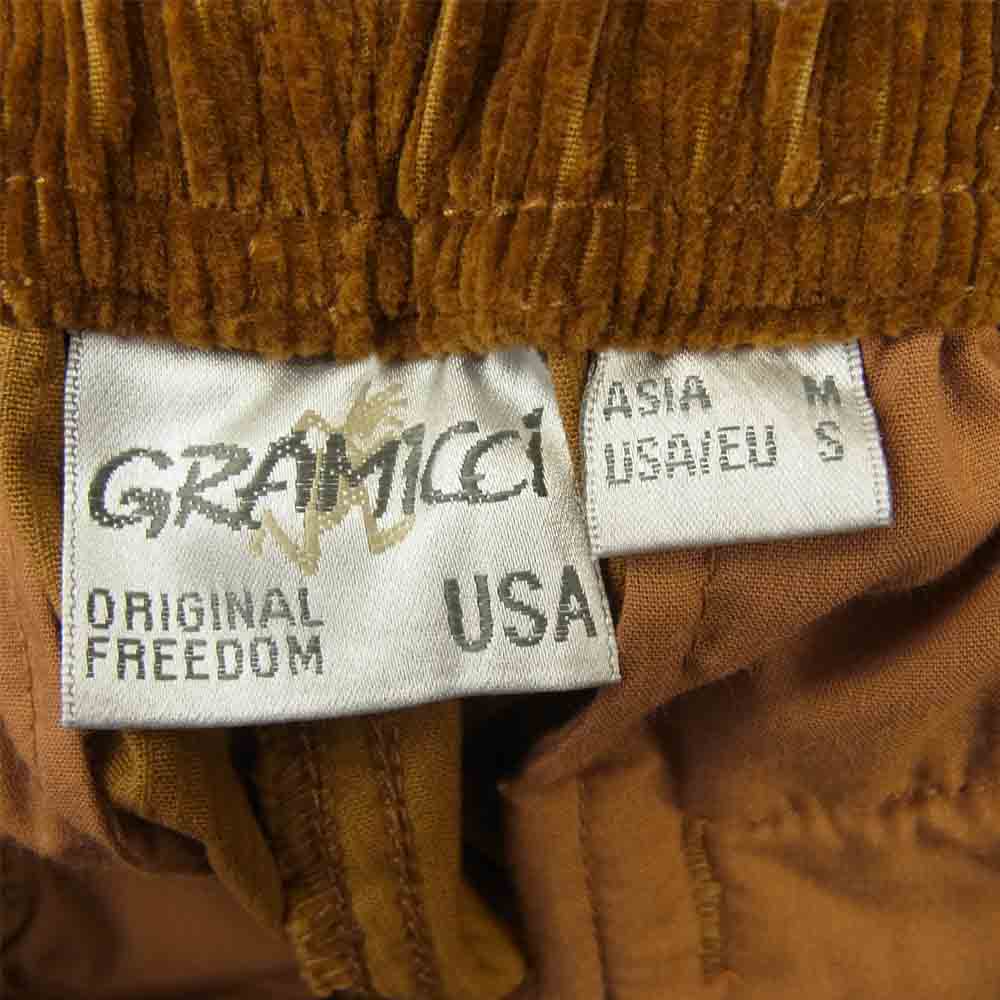 GRAMICCI
ORIGINAL
FREEDOM
USA
ASIA M
USA/EU S